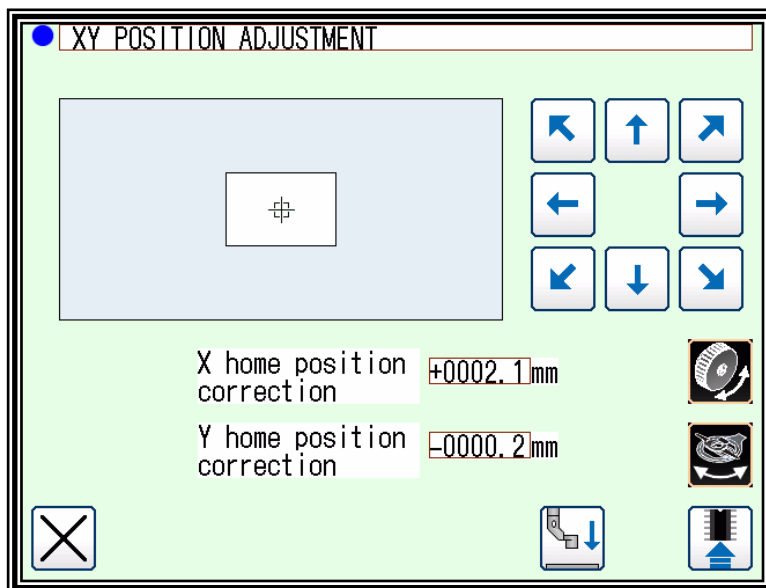 XY POSITION ADJUSTMENT
X home position
correction
+0002.1mm
Y home position
correction
-0000.2mm